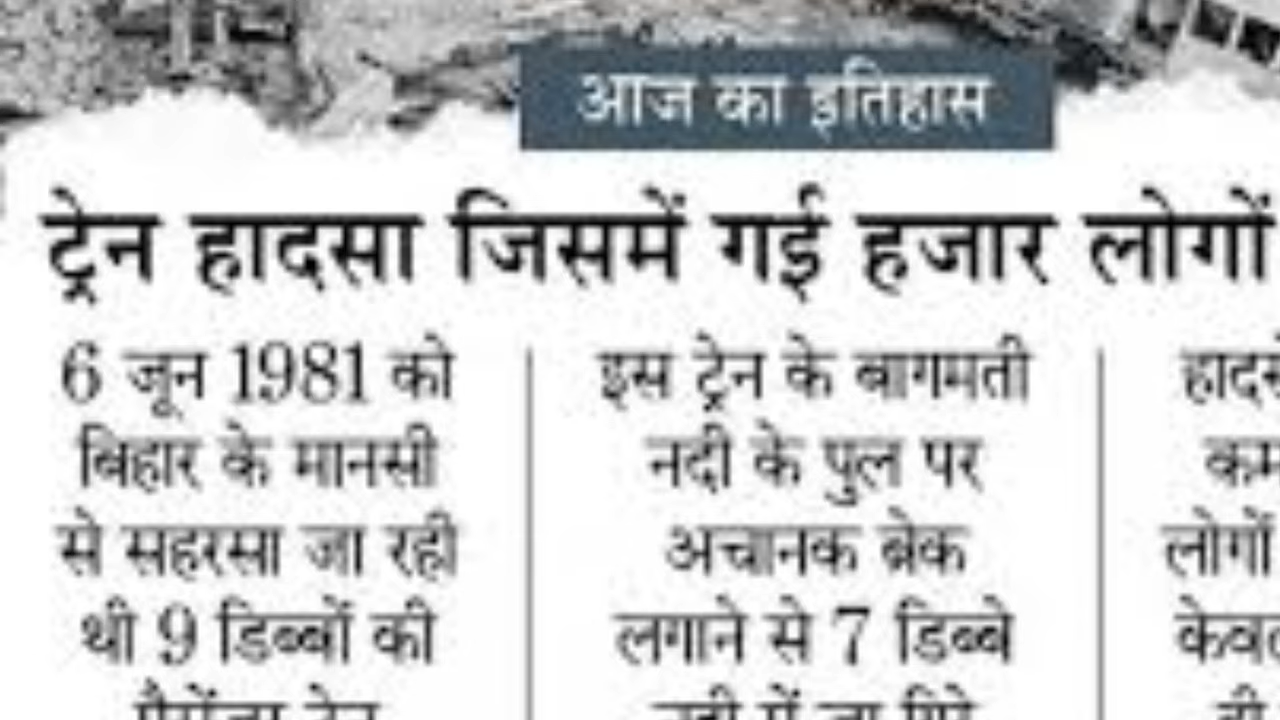 आज का इतिहास
ट्रेन हादसा जिसमें गई हजार लोगों
6 जून 1981 को
बिहार के मानसी
से सहरसा जा रही
थी 9 डिब्बों की
इस ट्रेन के बागमती
नदी के पुल पर
अचानक ब्रेक
लगाने से 7 डिब्बे
लोगों